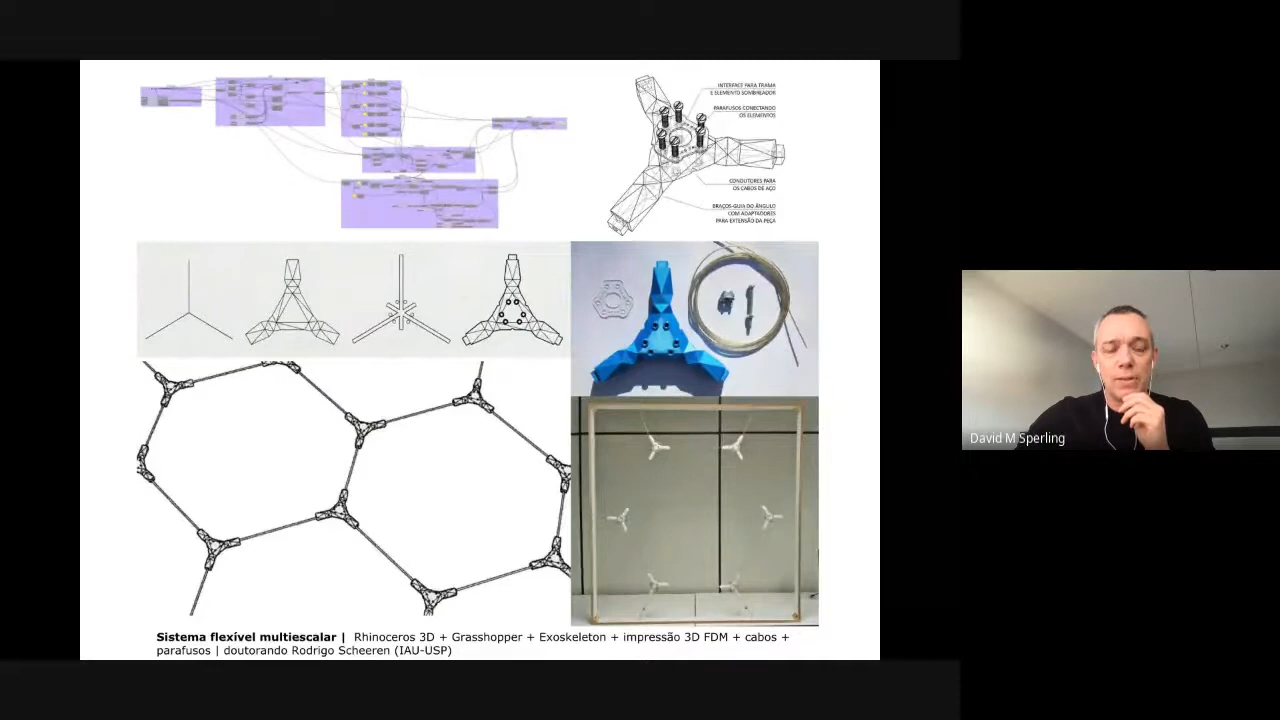 INTERFACE PARA TRAMA
E ELEMENTO SOMBREADOR
PARAFUSOS CONECTANDO
OS ELEMENTOS
CONDUTORES PARA
OS CABOS DE AÇO
BRAÇOS-GUIA DO ÂNGULO
COM ADAPTADORES
PARA EXTENSÃO DA PEÇA
David M Sperling
Sistema flexível multiescalar | Rhinoceros 3D + Grasshopper + Exoskeleton + impressão 3D FDM + cabos +
parafusos | doutorando Rodrigo Scheeren (IAU-USP)